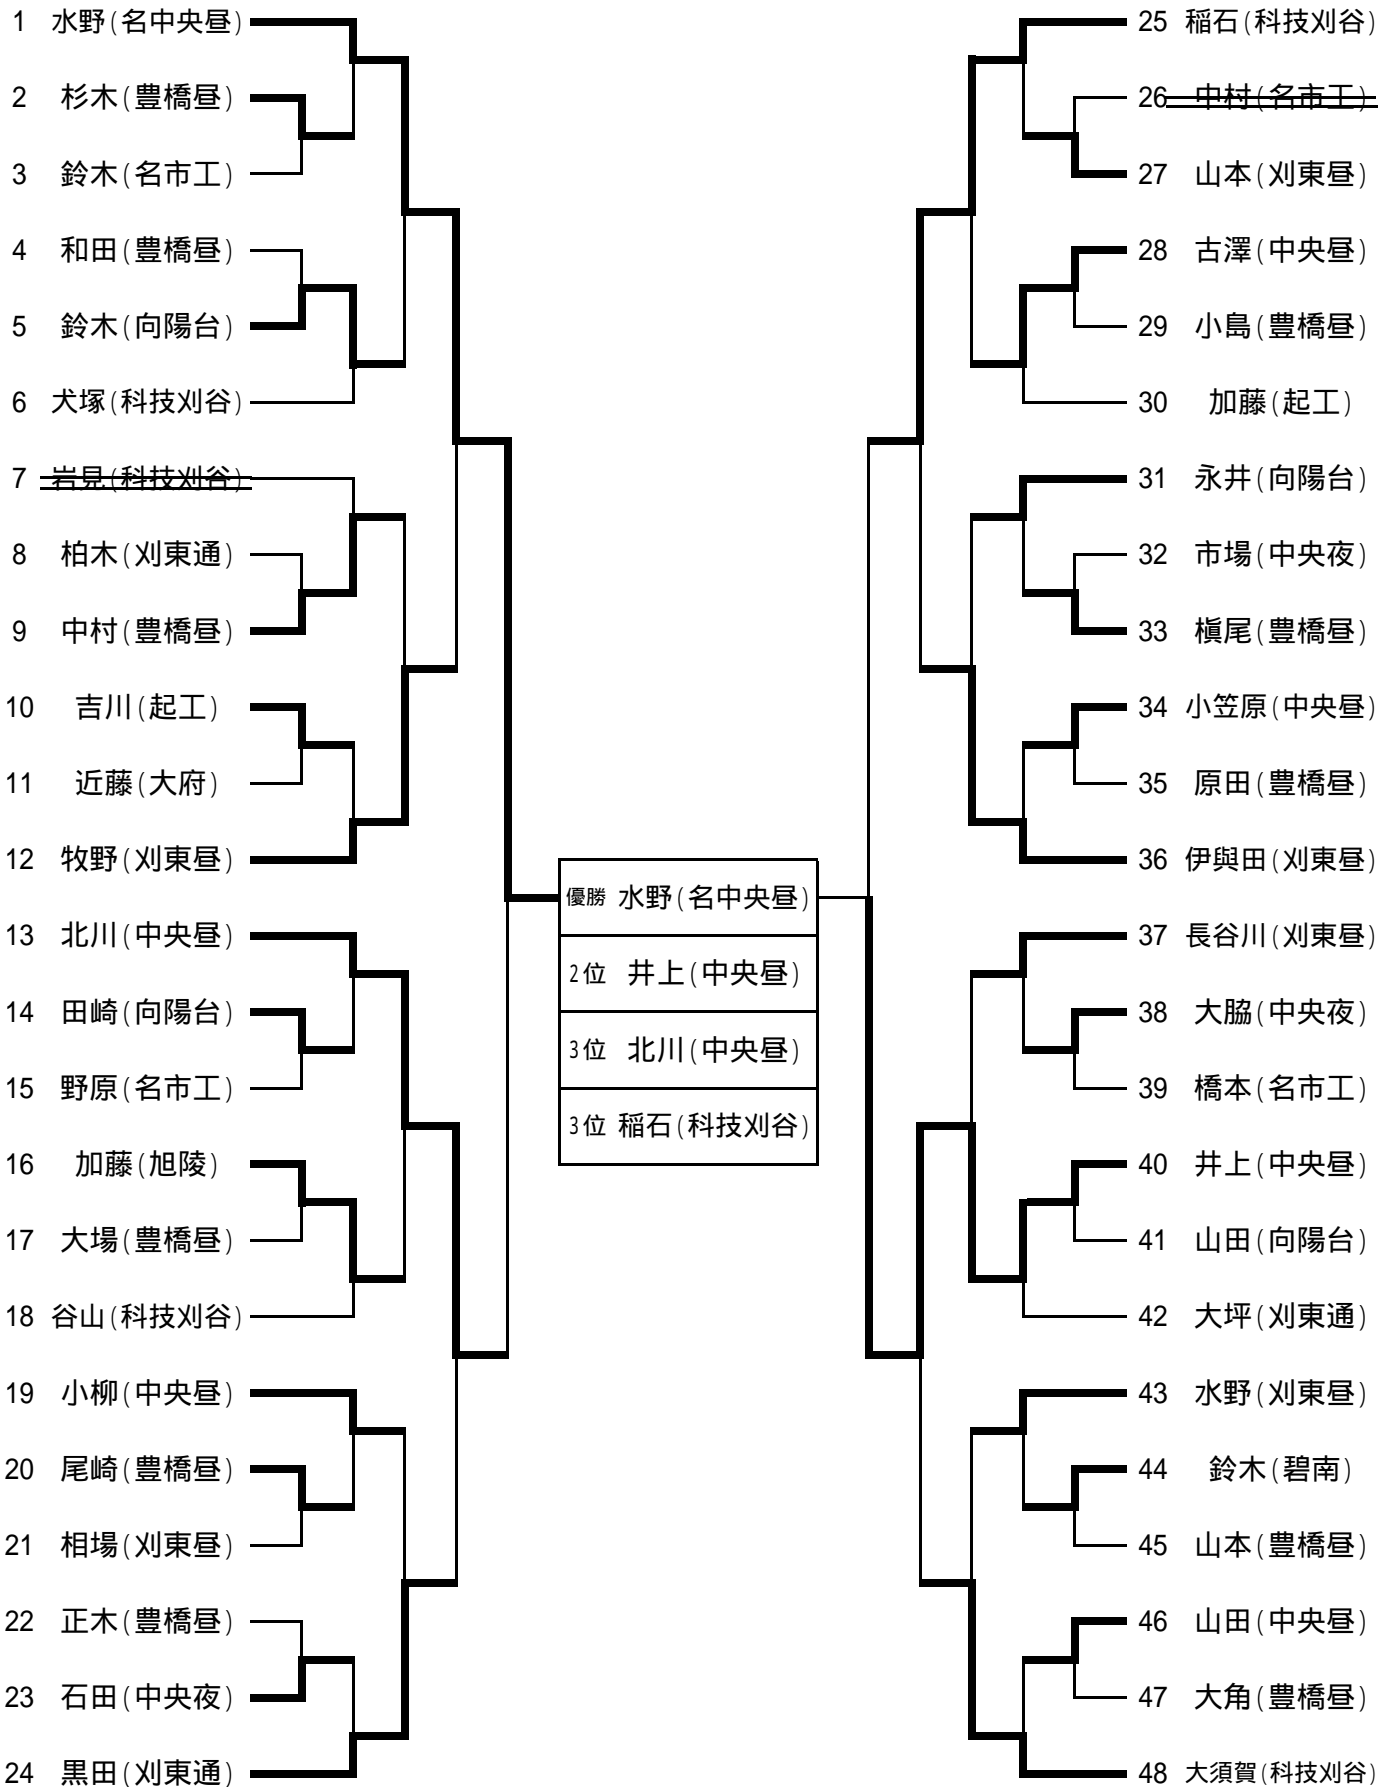 1 水野(名中央昼)
2 杉木(豊橋昼)
3 鈴木(名市工)
4 和田(豊橋昼)
5 鈴木(向陽台)
6 犬塚(科技刈谷)
7 岩見(科技刈谷)
8 柏木(刈東通)
9 中村(豊橋昼)
10 吉川(起工)
11 近藤(大府)
12 牧野(刈東昼)
13 北川(中央昼)
14 田崎(向陽台)
15 野原(名市工)
16 加藤(旭陵)
17 大場(豊橋昼)
18 谷山(科技刈谷)
19 小柳(中央昼)
20 尾崎(豊橋昼)
21 相場(刈東昼)
22 正木(豊橋昼)
23 石田(中央夜)
24 黒田(刈東通)
優勝 水野(名中央昼)
2位 井上(中央昼)
3位 北川(中央昼)
3位 稲石(科技刈谷)
25 稲石(科技刈谷)
26 中村(名市工)
27 山本(刈東昼)
28 古澤(中央昼)
29 小島(豊橋昼)
30 加藤(起工)
31 永井(向陽台)
32 市場(中央夜)
33 槇尾(豊橋昼)
34 小笠原(中央昼)
35 原田(豊橋昼)
36 伊與田(刈東昼)
37 長谷川(刈東昼)
38 大脇(中央夜)
39 橋本(名市工)
40 井上(中央昼)
41 山田(向陽台)
42 大坪(刈東通)
43 水野(刈東昼)
44 鈴木(碧南)
45 山本(豊橋昼)
46 山田(中央昼)
47 大角(豊橋昼)
48 大須賀(科技刈谷)